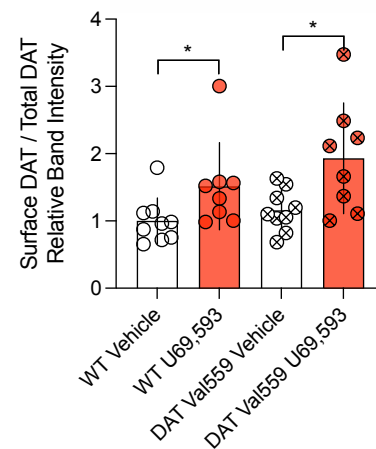 Surface DAT / Total DAT
Relative Band Intensity
4
3
2
1
0
*
*
WT Vehicle
WT U69,593
DAT Val559 Vehicle
DAT Val559 U69,593